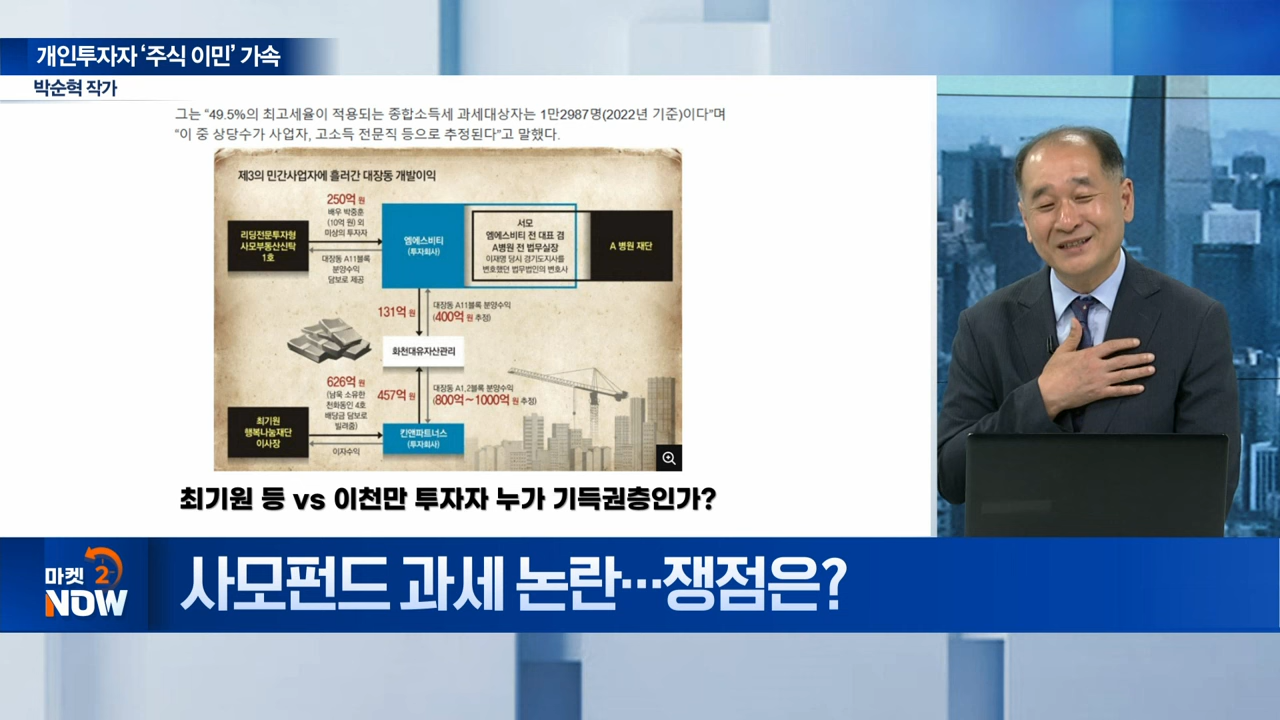 개인투자자 ‘주식 이민’ 가속
박순혁 작가
그는 “49.5%의 최고세율이 적용되는 종합소득세 과세대상자는 1만2987명(2022년 기준)이다”며
“이 중 상당수가 사업자, 고소득 전문직 등으로 추정된다”고 말했다.
제3의 민간사업자에 흘러간 대장동 개발이익
리딩전문투자형
사모부동산신탁
1호
250억 원
배우 박중훈
(10억 원) 외
미상의 투자자
대장동 A11블록
분양수익
담보로 제공
엠에스비티
(투자회사)
서모
엠에스비티 전 대표 겸
A병원 전 법무실장
이재명 당시 경기도지사를
변호했던 법무법인의 변호사
A 병원 재단
131억 원
대장동 A11블록 분양수익
(400억 원 추정)
화천대유자산관리
626억 원
(남욱 소유한
천화동인 4호
배당금 담보로
빌려줌)
457억 원
대장동 A1,2블록 분양수익
(800억~1000억 원 추정)
최기원
행복나눔재단
이사장
이자수익
킨앤파트너스
(투자회사)
최기원 등 vs 이천만 투자자 누가 기득권층인가?
마켓 2
NOW
사모펀드 과세 논란…쟁점은?